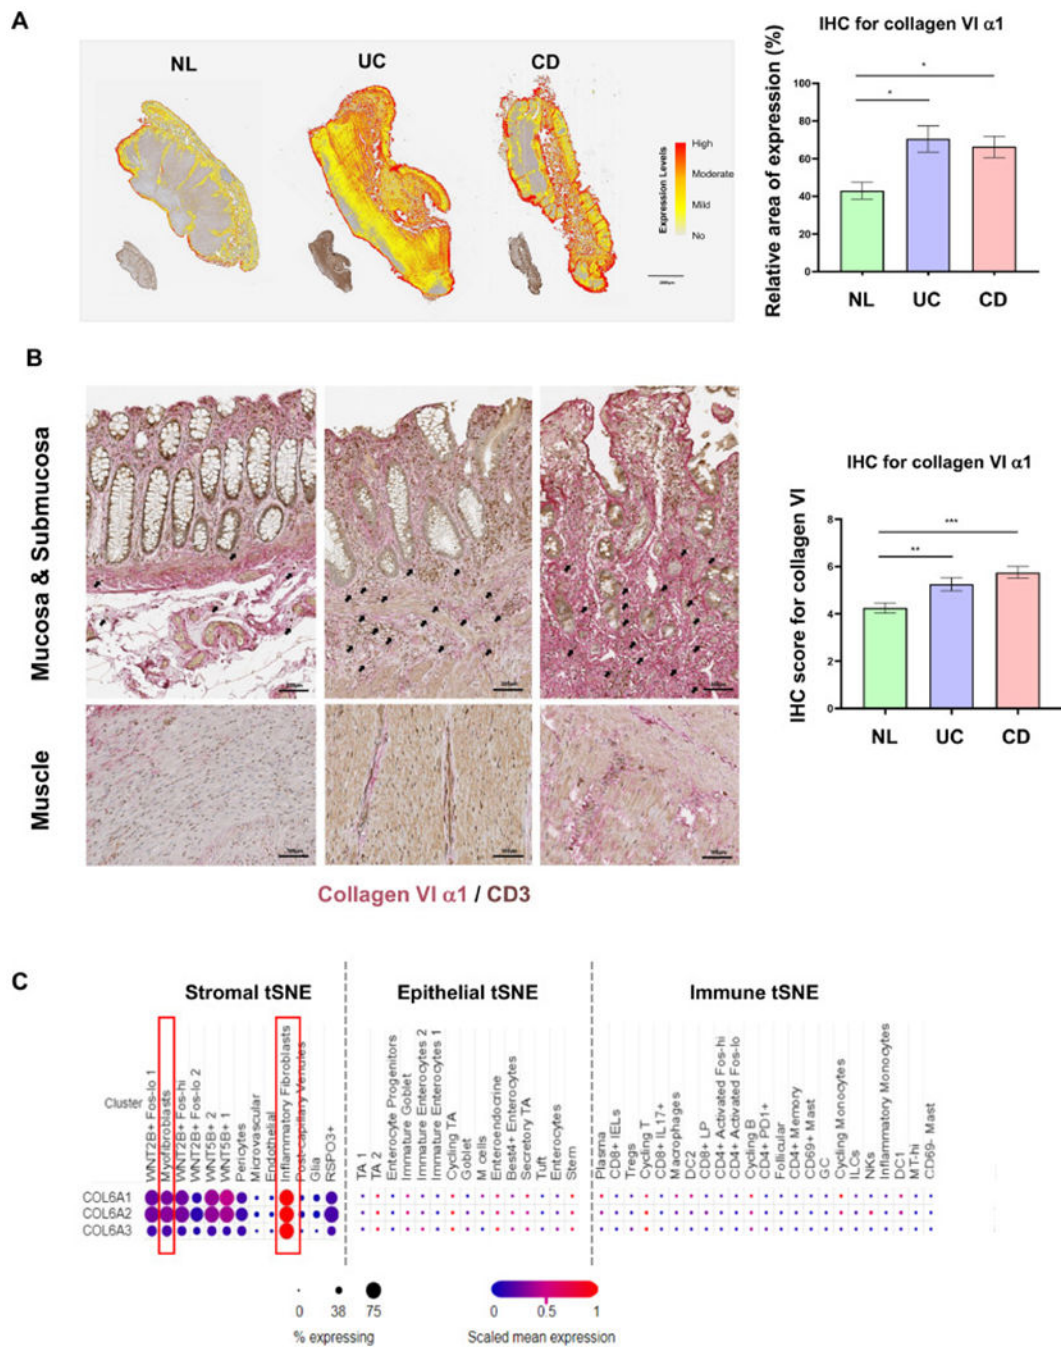 A
IHC for collagen VI α1
NL
UC
CD
Expression Levels
High
Moderate
Mild
No
Relative area of expression (%)
100
80
60
40
20
0
*
*
NL
UC
CD
B
Mucosa & Submucosa
Muscle
IHC for collagen VI α1
IHC score for collagen VI
8
6
4
2
0
***
**
NL
UC
CD
Collagen VI α1 / CD3
C
Stromal tSNE
Epithelial tSNE
Immune tSNE
Cluster
WNT2B+ Fos-lo 1
Myofibroblasts
WNT2B+ Fos-hi
WNT2B+ Fos-lo 2
WNT5B+ 2
WNT5B+ 1
Pericytes
Microvascular
Endothelial
Inflammatory Fibroblasts
Post-capillary Venules
Glia
RSPO3+
TA 1
TA 2
Enterocyte Progenitors
Immature Goblet
Immature Enterocytes 2
Immature Enterocytes 1
Cycling TA
Goblet
M cells
Enteroendocrine
Best4+ Enterocytes
Secretory TA
Tuft
Enterocytes
Stem
Plasma
CD8+ IELs
Tregs
Cycling T
CD8+ IL17+
Macrophages
DC2
CD8+ LP
CD4+ Activated Fos-hi
CD4+ Activated Fos-lo
Cycling B
Cycling Monocytes
CD4+ PD1+
Follicular
CD4+ Memory
CD69+ Mast
GC
ILCs
NKs
Inflammatory Monocytes
DC1
MT-hi
CD69- Mast
COL6A1
COL6A2
COL6A3
0 38 75
% expressing
0 0.5 1
Scaled mean expression